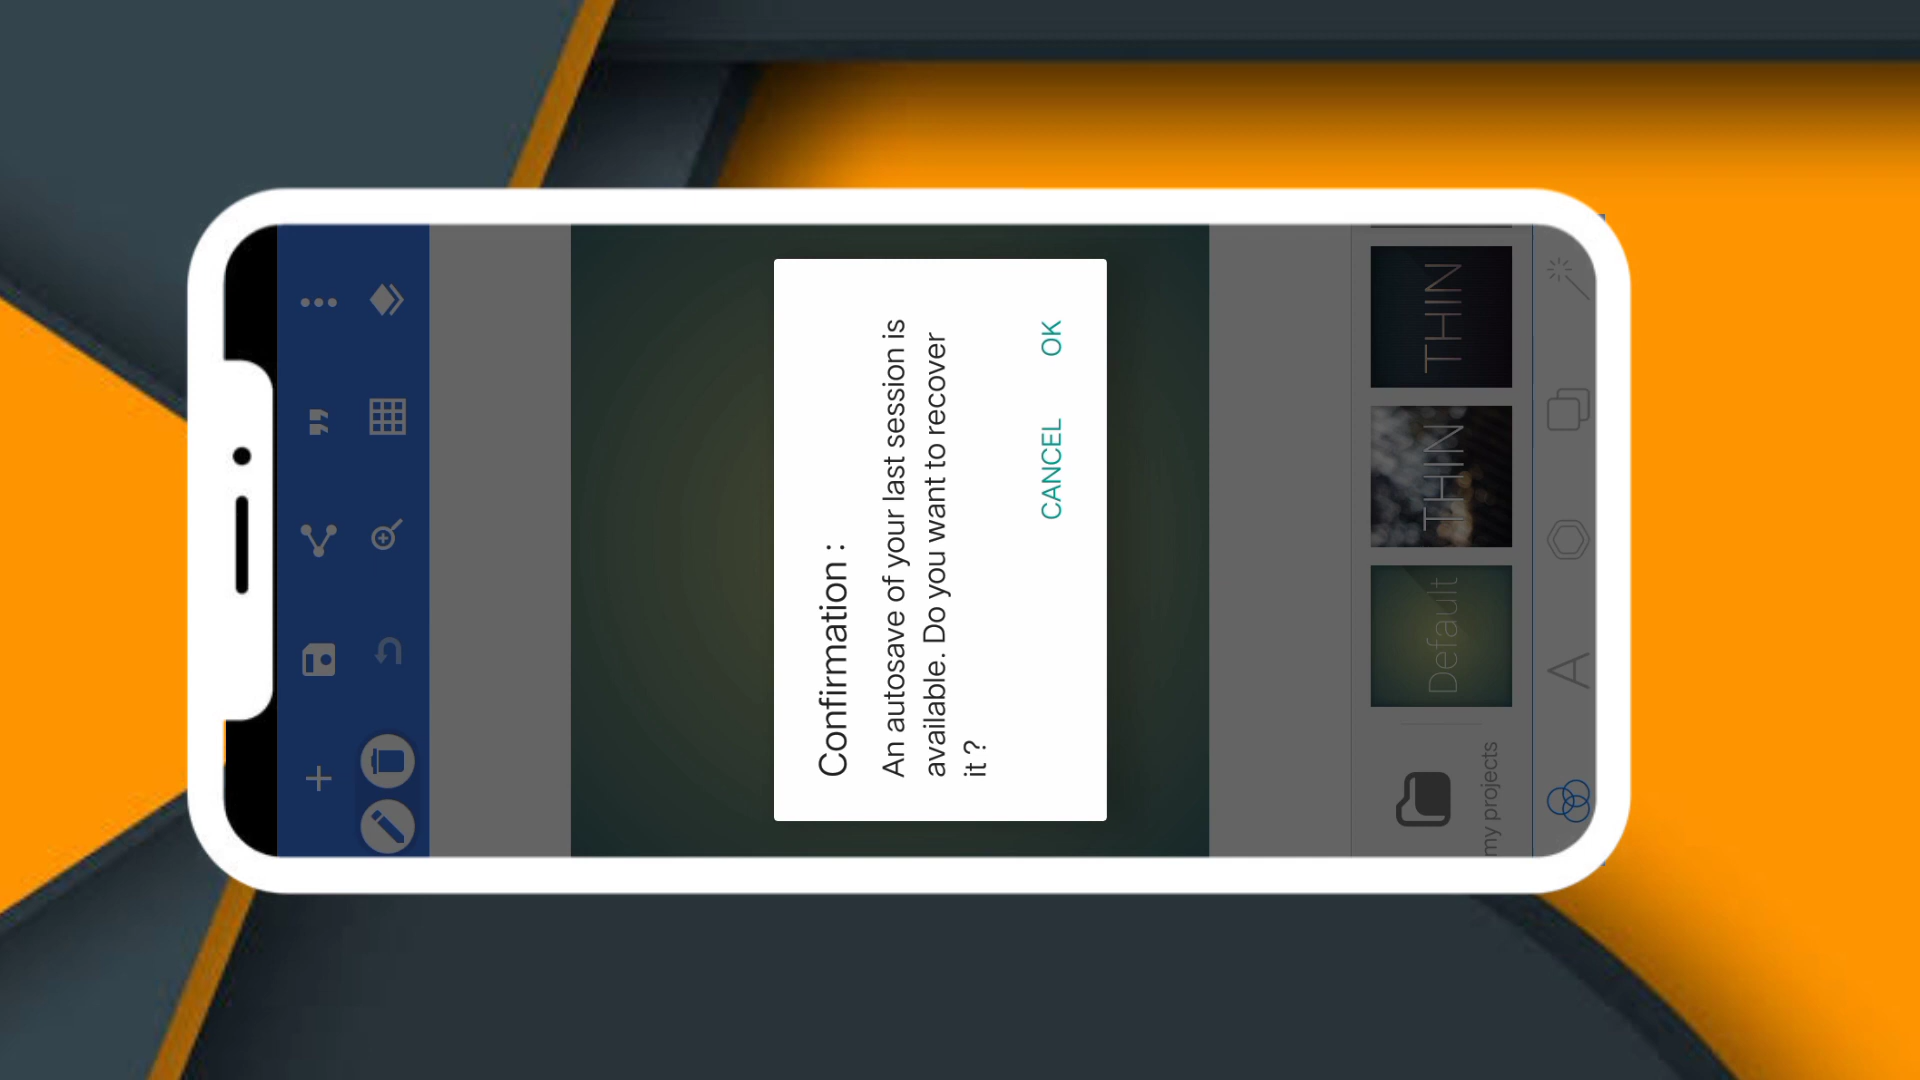 Confirmation :
An autosave of your last session is
available. Do you want to recover
it ?
CANCEL OK
my projects
Default
THIN
THIN
A